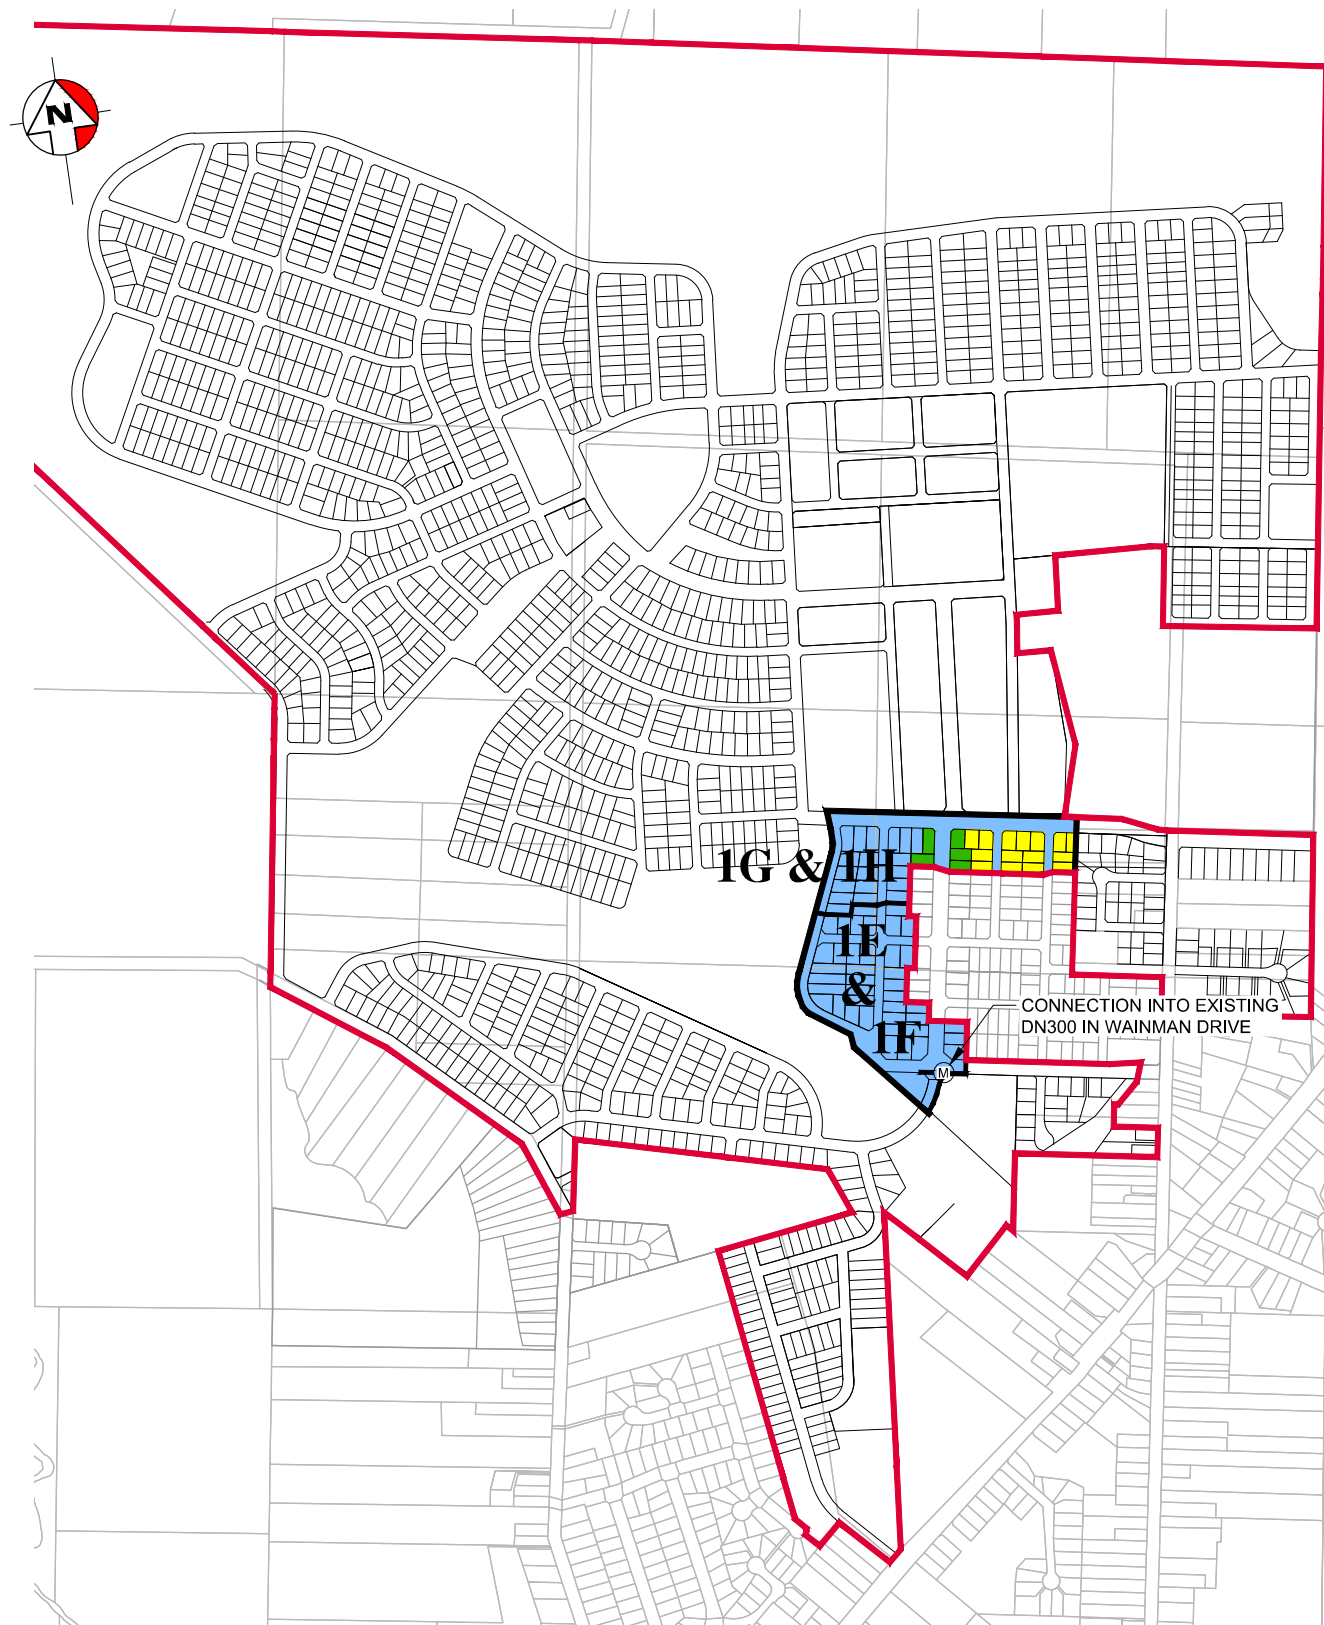 N
1G & 1H
1E
&
1F
CONNECTION INTO EXISTING
DN300 IN WAINMAN DRIVE
M